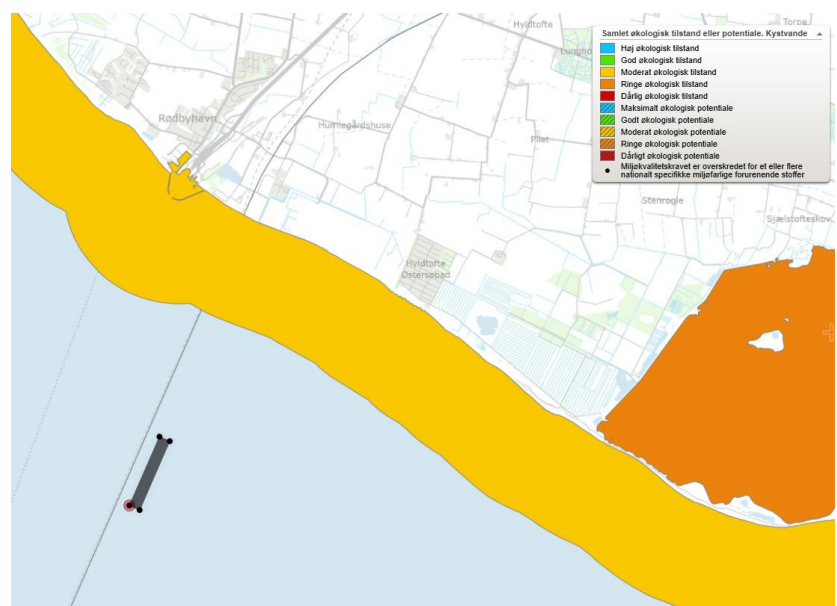 Hyldtofte
Torpe
Samlet økologisk tilstand eller potentiale. Kystvande
Høj økologisk tilstand
God økologisk tilstand
Moderat økologisk tilstand
Ringe økologisk tilstand
Dårlig økologisk tilstand
Maksimalt økologisk potentiale
Godt økologisk potentiale
Moderat økologisk potentiale
Ringe økologisk potentiale
Dårligt økologisk potentiale
Miljøkvalitetskravet er overskredet for et eller flere
nationalt specifikke miljøfarlige forurenende stoffer
Rødbyhavn
Humlegårdshuse
Pilet
Stenrøgle
Sjælstofteskov
Hyldtofte
Østersøbad